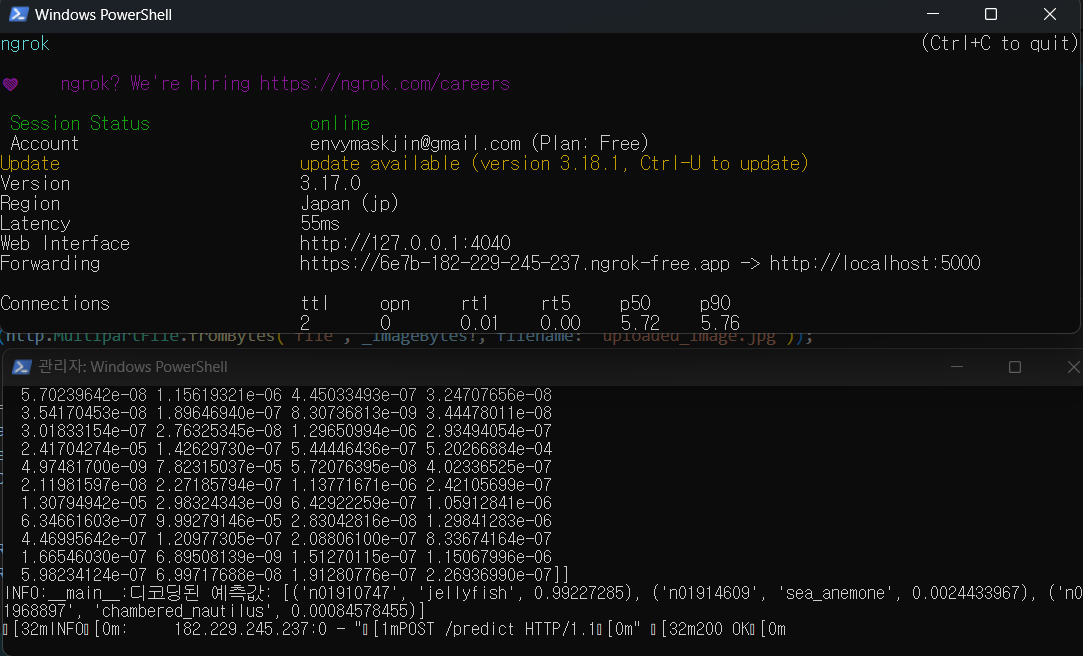 Windows PowerShell
ngrok (Ctrl+C to quit)
ngrok? We're hiring https://ngrok.com/careers
Session Status online
Account envymaskjin@gmail.com (Plan: Free)
Update update available (version 3.18.1, Ctrl-U to update)
Version 3.17.0
Region Japan (jp)
Latency 55ms
Web Interface http://127.0.0.1:4040
Forwarding https://6e7b-182-229-245-237.ngrok-free.app -> http://localhost:5000
Connections ttl opn rt1 rt5 p50 p90
2 0 0.01 0.00 5.72 5.76
(http.MultipartFile.fromBytes('file', _imageBytes!, filename: 'uploaded_image.jpg'));
관리자: Windows PowerShell
5.70239642e-08 1.15619321e-06 4.45033493e-07 3.24707656e-08
3.54170453e-08 1.89646940e-07 8.30736813e-09 3.44478011e-08
3.01833154e-07 2.76325345e-08 1.29650994e-06 2.93494054e-07
2.41704274e-05 1.42629730e-07 5.44446436e-07 5.20266884e-04
4.97481700e-09 7.82315037e-05 5.72076395e-08 4.02336525e-07
2.11981597e-08 2.27185794e-07 1.13771671e-06 2.42105699e-07
1.30794942e-05 2.98324343e-09 6.42922259e-07 1.05912841e-06
6.34661603e-07 9.99279146e-05 2.83042816e-08 1.29841283e-06
4.46995642e-07 1.20977305e-07 2.08806100e-07 8.33674164e-07
1.66546030e-07 6.89508139e-09 1.51270115e-07 1.15067996e-06
5.98234124e-07 6.99717688e-08 1.91280776e-07 2.26936990e-07]]
INFO:__main__:디코딩된 예측값: [('n01910747', 'jellyfish', 0.99227285), ('n01914609', 'sea_anemone', 0.0024433967), ('n0
1968897', 'chambered_nautilus', 0.00084578455)]
[32mINFO[0m: 182.229.245.237:0 - "[1mPOST /predict HTTP/1.1[0m" [32m200 OK[0m